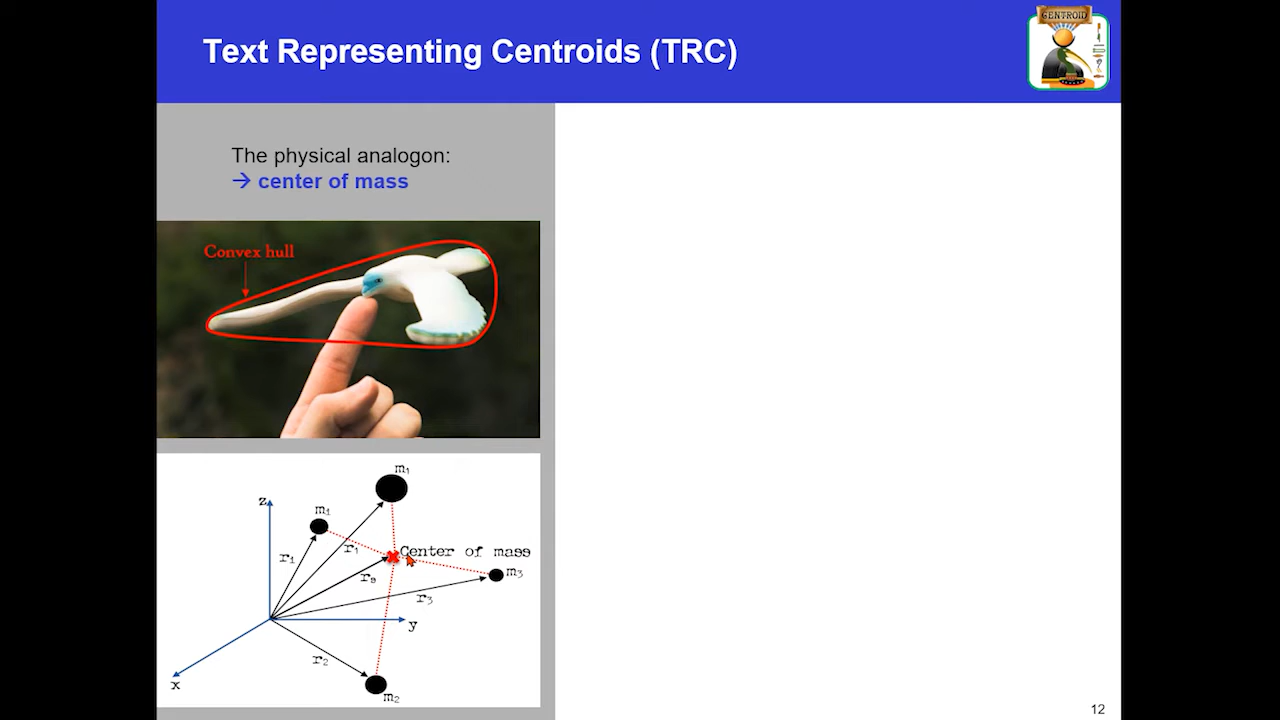 Text Representing Centroids (TRC)
CENTROID
The physical analogon:
→ center of mass
Convex hull
m1
z
m1
Center of mass
r1
r1
m3
r3
r3
y
r2
x
m2
12